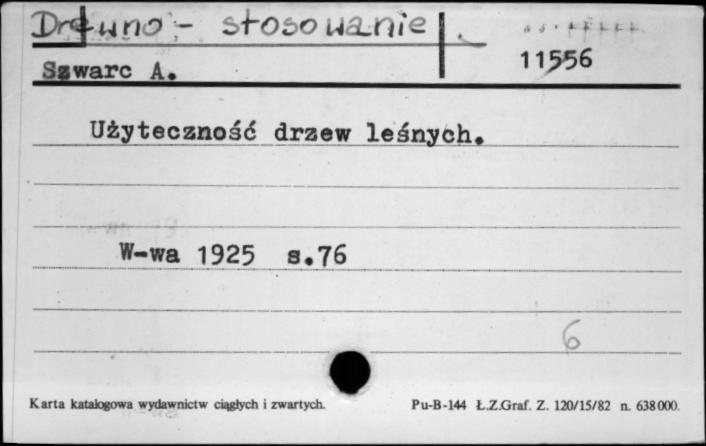 Drewno - stosowanie
11556
Szwarc A.
Użyteczność drzew leśnych.
W-wa 1925 s.76
6
Karta katalogowa wydawnictw ciągłych i zwartych. Pu-B-144 Ł.Z.Graf. Z. 120/15/82 n. 638000.